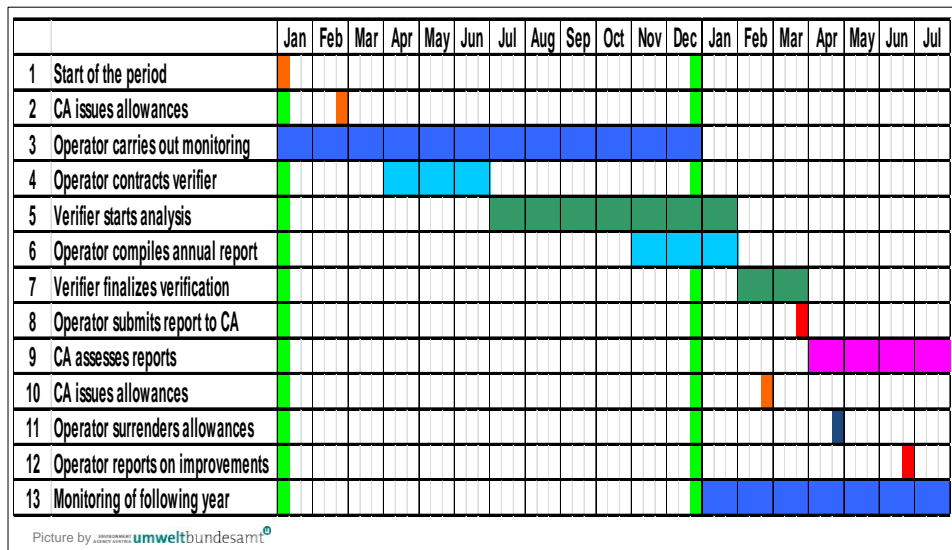 Jan Feb Mar Apr May Jun Jul Aug Sep Oct Nov Dec Jan Feb Mar Apr May Jun Jul
1 Start of the period
2 CA issues allowances
3 Operator carries out monitoring
4 Operator contracts verifier
5 Verifier starts analysis
6 Operator compiles annual report
7 Verifier finalizes verification
8 Operator submits report to CA
9 CA assesses reports
10 CA issues allowances
11 Operator surrenders allowances
12 Operator reports on improvements
13 Monitoring of following year
Picture by ENVIRONMENT AGENCY AUSTRIA umweltbundesamt U